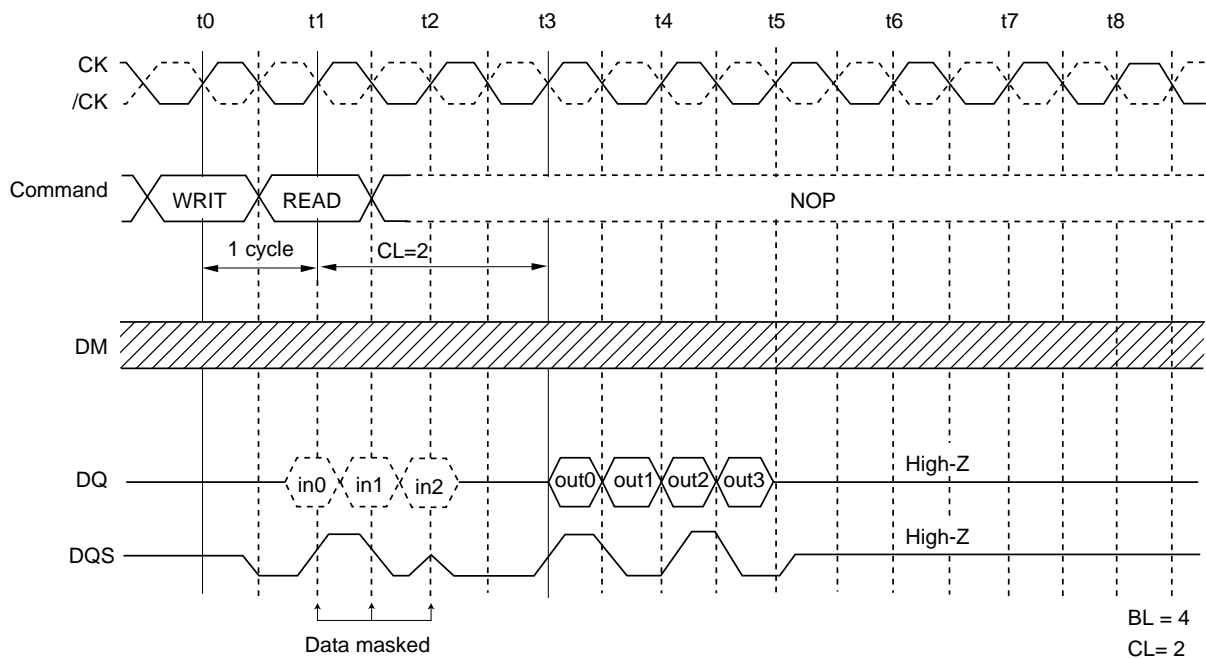 t0 t1 t2 t3 t4 t5 t6 t7 t8
CK
/CK
Command WRIT READ NOP
1 cycle CL=2
DM
DQ in0 in1 in2 out0 out1 out2 out3 High-Z
DQS High-Z
Data masked
BL = 4
CL= 2